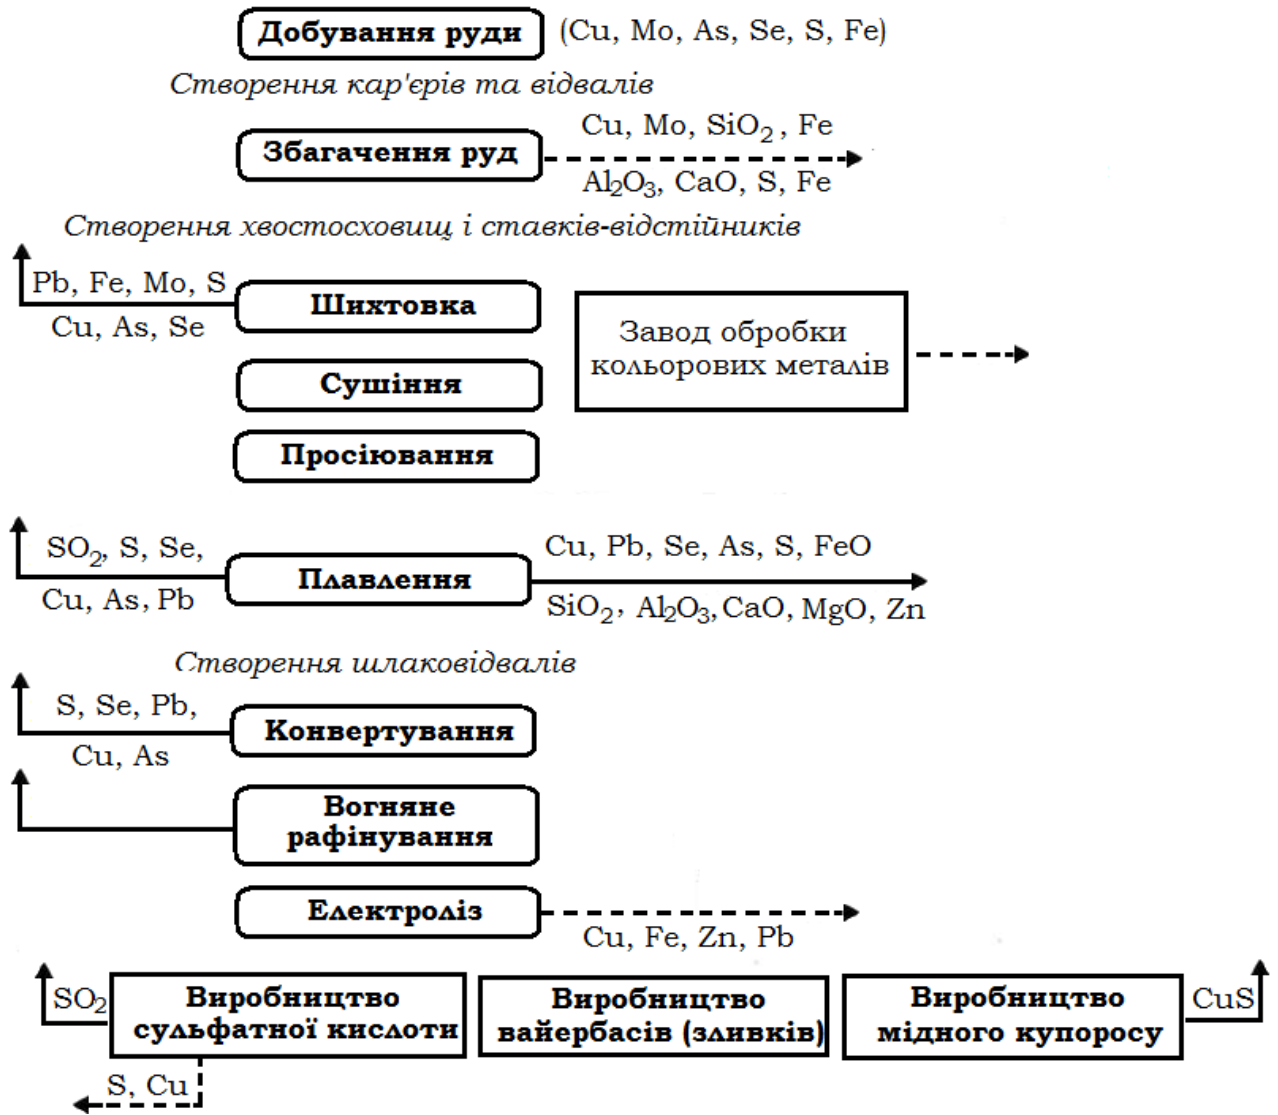 Добування руди (Cu, Mo, As, Se, S, Fe)
Створення кар'єрів та відвалів
Cu, Mo, SiO₂, Fe
Збагачення руд
Al₂O₃, CaO, S, Fe
Створення хвостосховищ і ставків-відстійників
Pb, Fe, Mo, S
Cu, As, Se
Шихтовка
Завод обробки
кольорових металів
Сушіння
Просіювання
SO₂, S, Se,
Cu, As, Pb
Плавлення
Cu, Pb, Se, As, S, FeO
SiO₂, Al₂O₃, CaO, MgO, Zn
Створення шлаковідвалів
S, Se, Pb,
Cu, As
Конвертування
Вогняне
рафінування
Електроліз
Cu, Fe, Zn, Pb
SO₂
Виробництво
сульфатної кислоти
Виробництво
вайербасів (зливків)
Виробництво
мідного купоросу
CuS
S, Cu